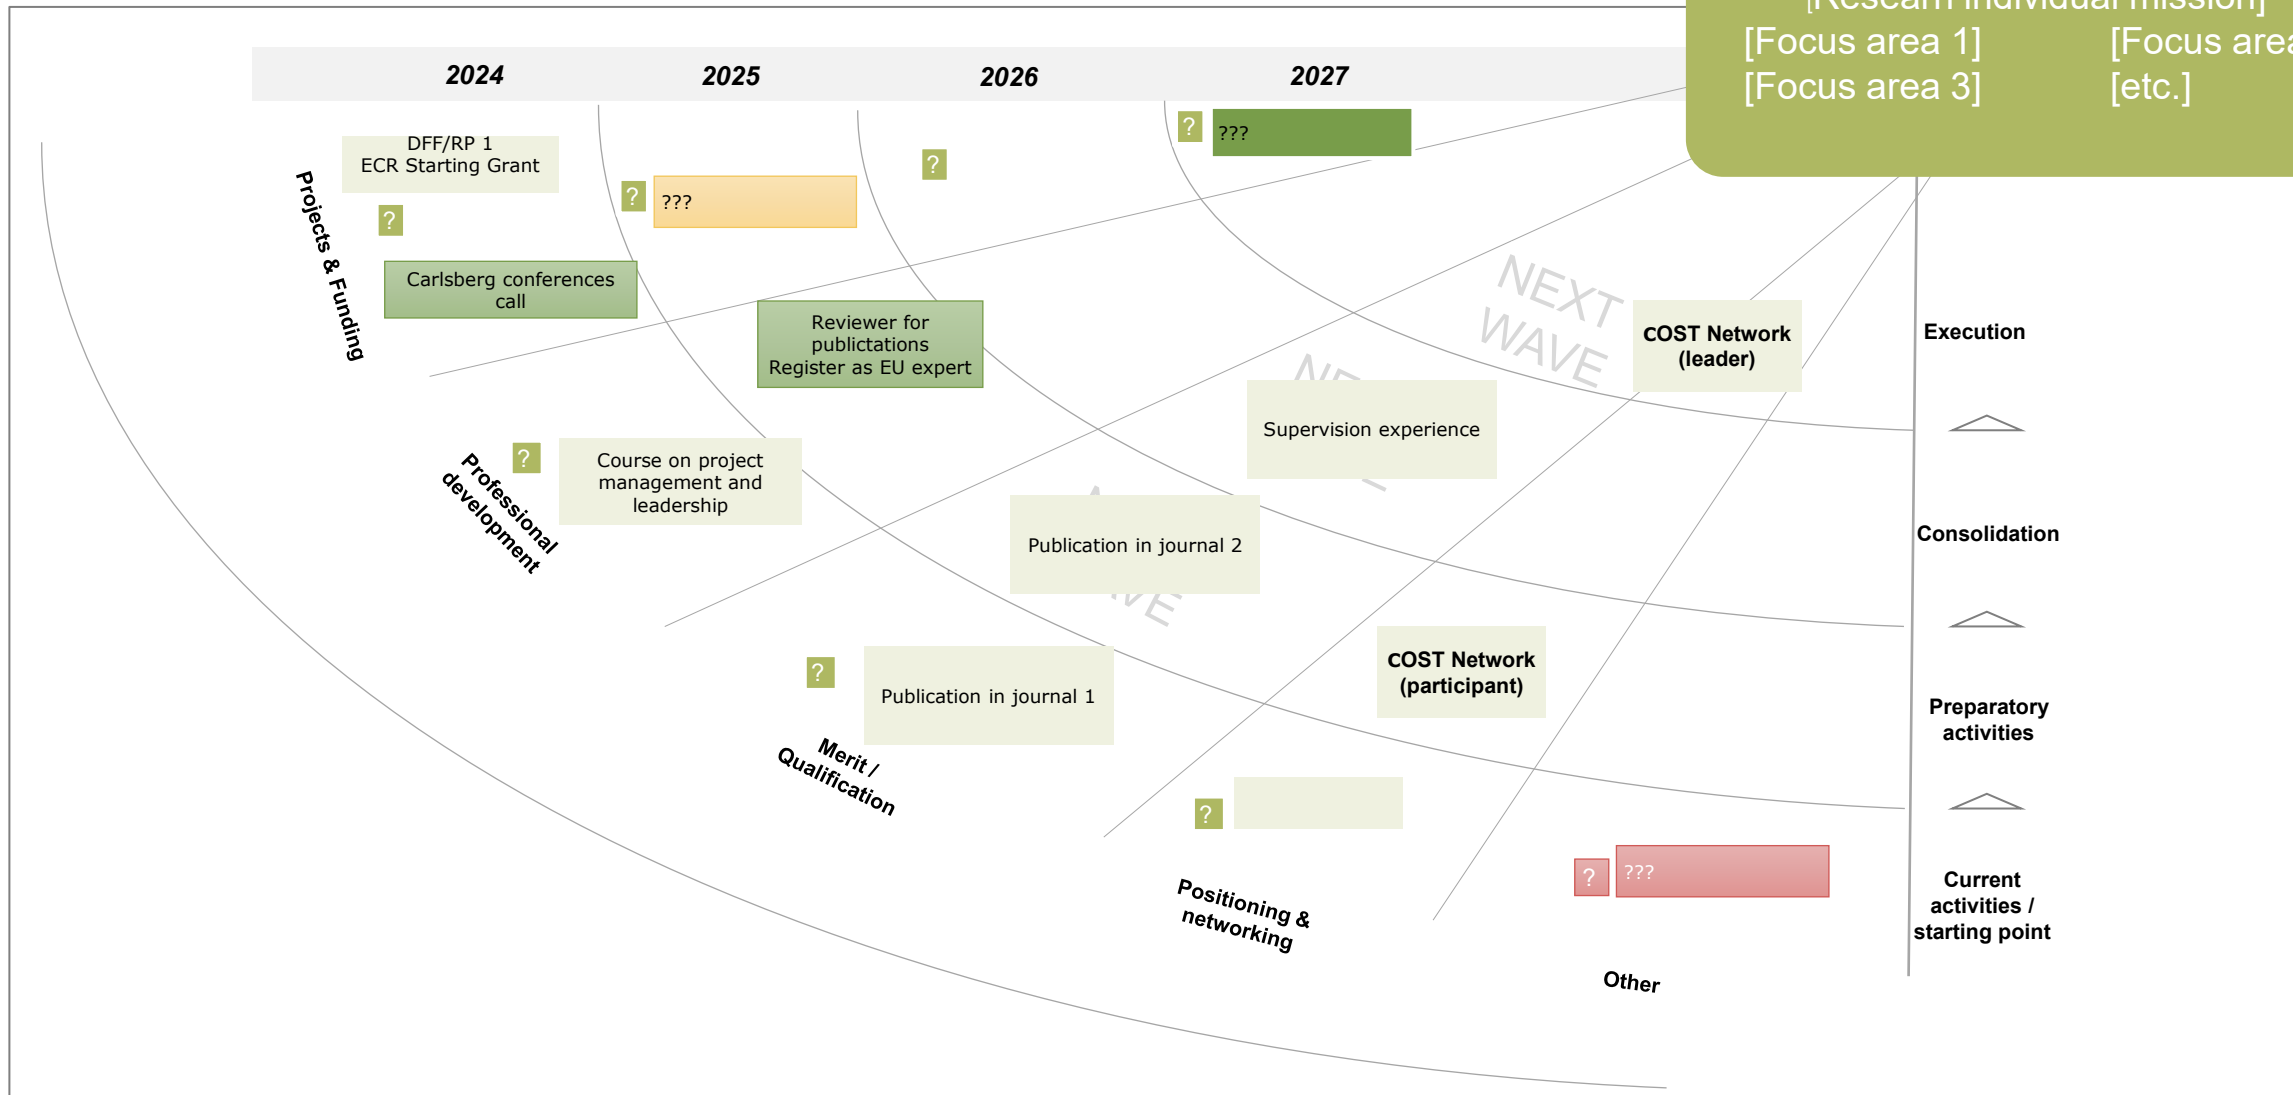 [Researh individual mission]
[Focus area 1]
[Focus area
[Focus area 3]
[etc.]
2024
2025
2026
2027
DFF/RP 1
ECR Starting Grant
?
Carlsberg conferences
call
Projects & Funding
?
???
?
?
???
Reviewer for
publictations
Register as EU expert
?
Course on project
management and
leadership
Professional
development
NEXT
WAVE
COST Network
(leader)
Supervision experience
Publication in journal 2
?
Publication in journal 1
Merit /
Qualification
COST Network
(participant)
?
Positioning &
networking
?
???
Other
Execution
Consolidation
Preparatory
activities
Current
activities /
starting point